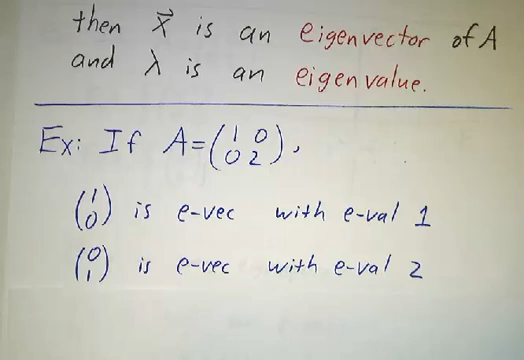 then x⃗ is an eigenvector of A
and λ is an eigenvalue.
Ex: If A=(1 0
0 2),
(1
0) is e-vec with e-val 1
(0
1) is e-vec with e-val 2